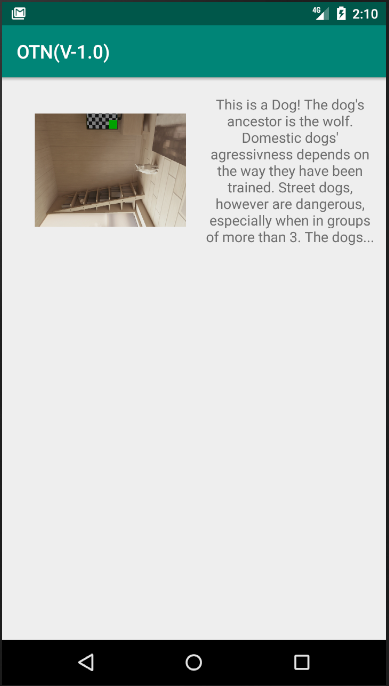 4G
2:10
OTN(V-1.0)
This is a Dog! The dog's
ancestor is the wolf.
Domestic dogs'
agressivness depends on
the way they have been
trained. Street dogs,
however are dangerous,
especially when in groups
of more than 3. The dogs...